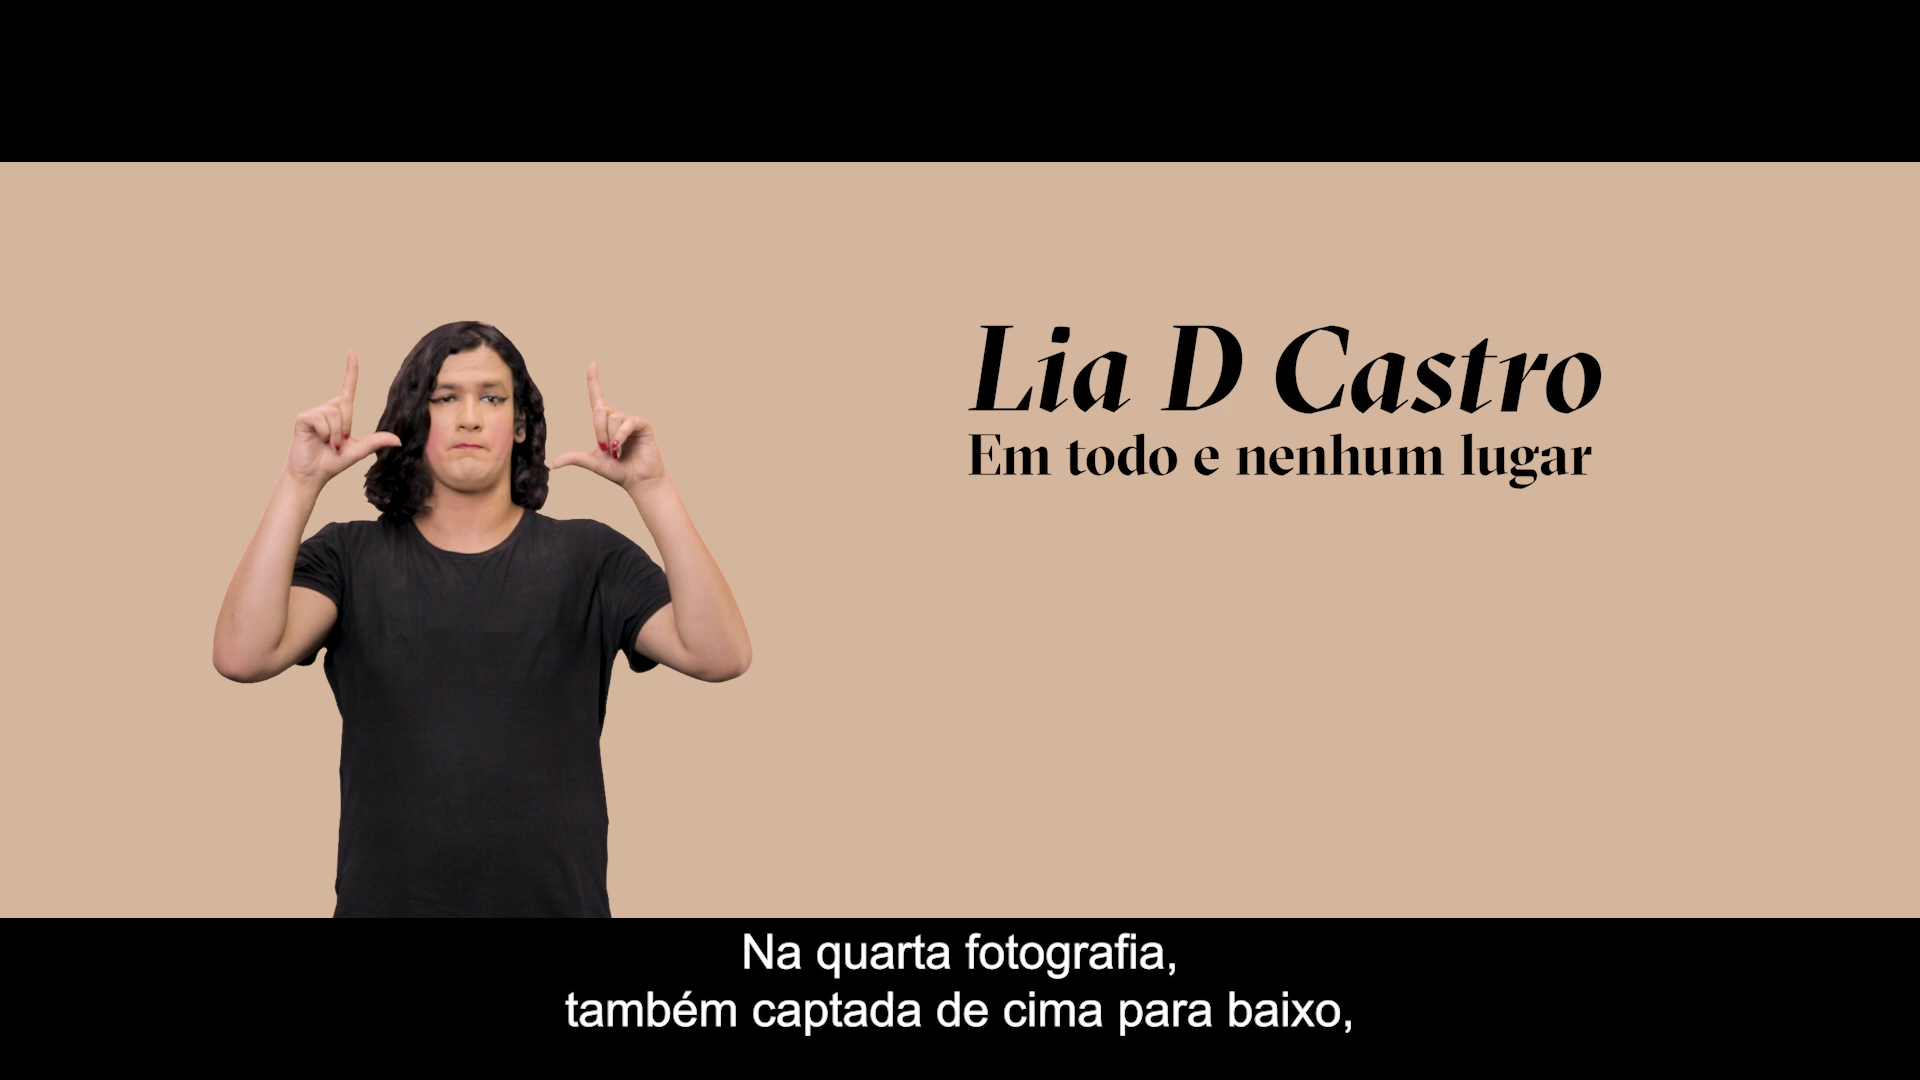 Lia D Castro
Em todo e nenhum lugar
Na quarta fotografia,
também captada de cima para baixo,